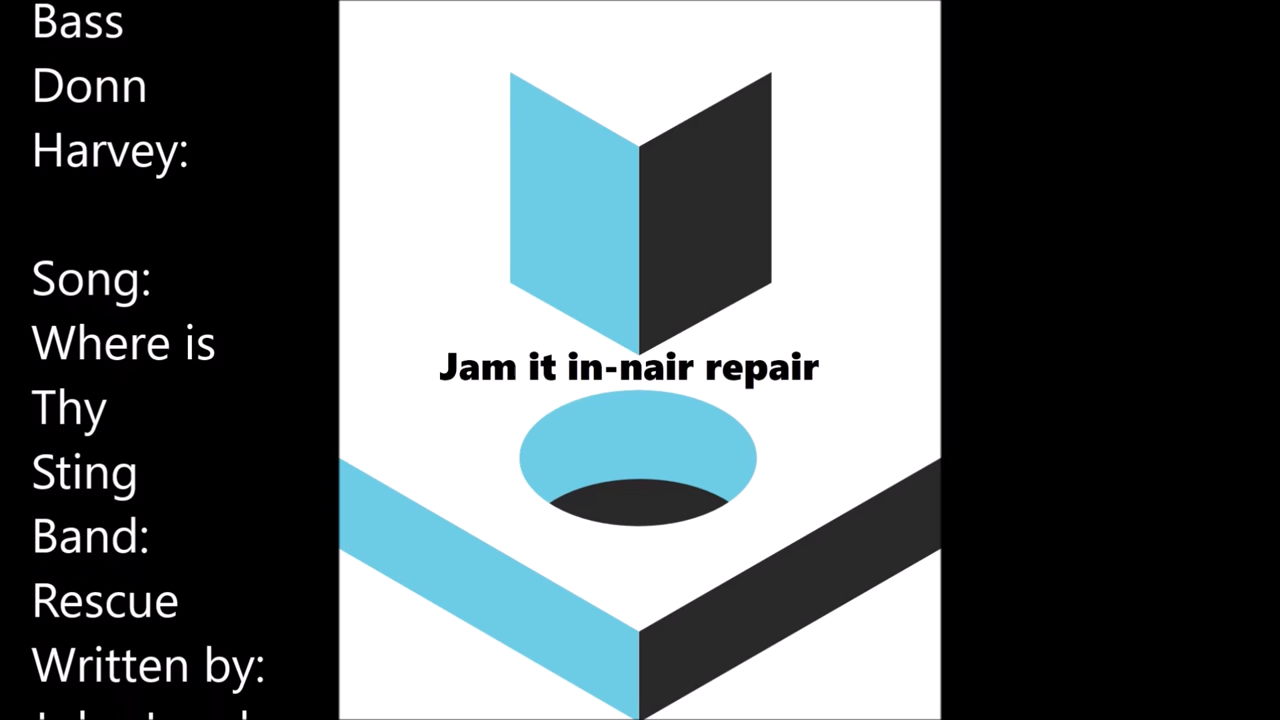 Bass
Donn
Harvey:
Song:
Where is
Thy
Sting
Band:
Rescue
Written by:
Jam it in-nair repair